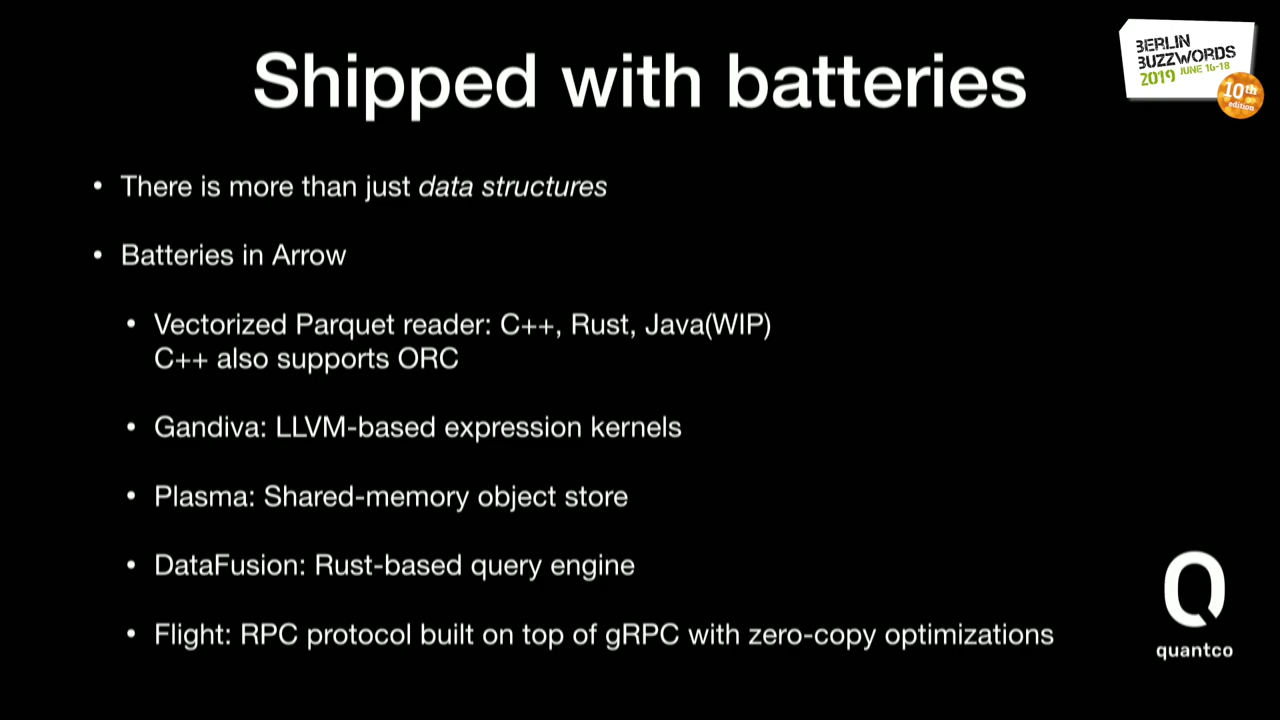 Shipped with batteries
BERLIN
BUZZWORDS
2019 JUNE 16-18
10th
edition
• There is more than just data structures
• Batteries in Arrow
• Vectorized Parquet reader: C++, Rust, Java(WIP)
C++ also supports ORC
• Gandiva: LLVM-based expression kernels
• Plasma: Shared-memory object store
• DataFusion: Rust-based query engine
• Flight: RPC protocol built on top of gRPC with zero-copy optimizations
Q
quantco